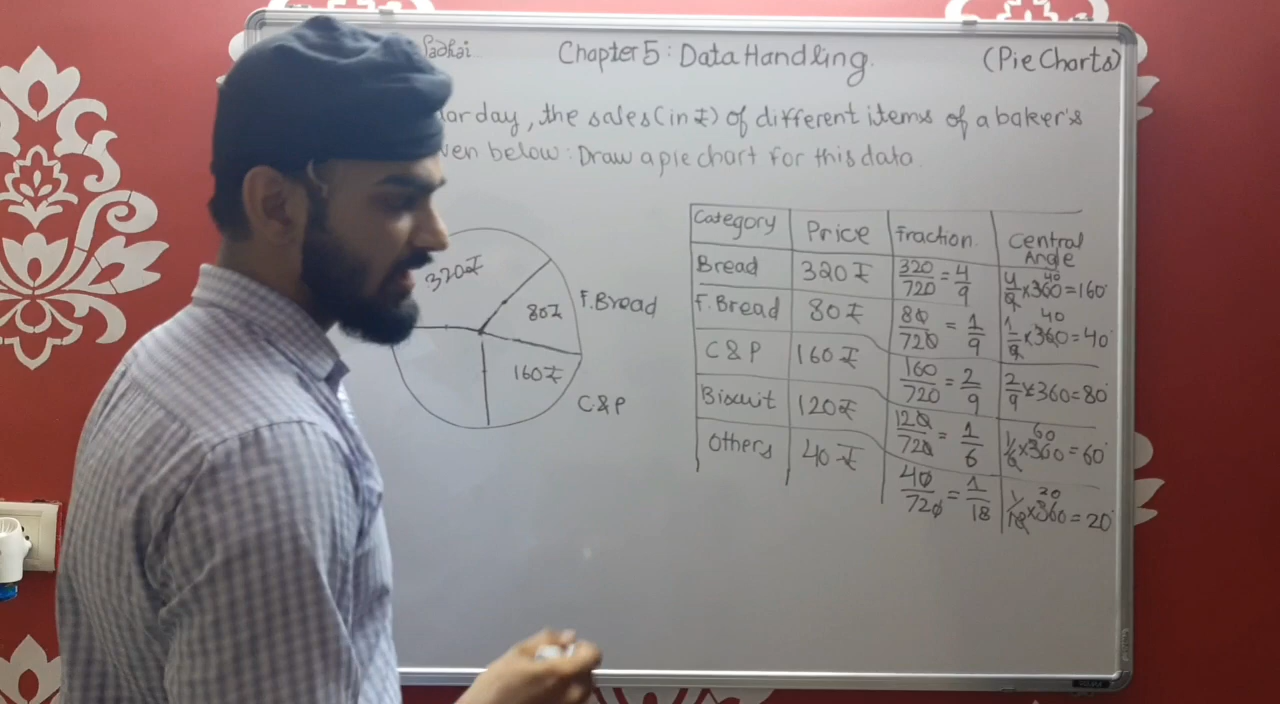 Padhai
Chapter 5 : Data Handling.
(Pie Charts)
day, the sales (in ₹) of different items of a baker's
below : Draw a pie chart for this data.
320₹
80₹
F.Bread
160₹
C&P
Category Price Fraction. Central Angle
Bread 320₹ 320/720 = 4/9 4/9 × 360 = 160° 40
F.Bread 80₹ 80/720 = 1/9 1/9 × 360 = 40° 40
C&P 160₹ 160/720 = 2/9 2/9 × 360 = 80°
Biscuit 120₹ 120/720 = 1/6 1/6 × 360 = 60° 60
Others 40₹ 40/720 = 1/18 1/18 × 360 = 20° 20